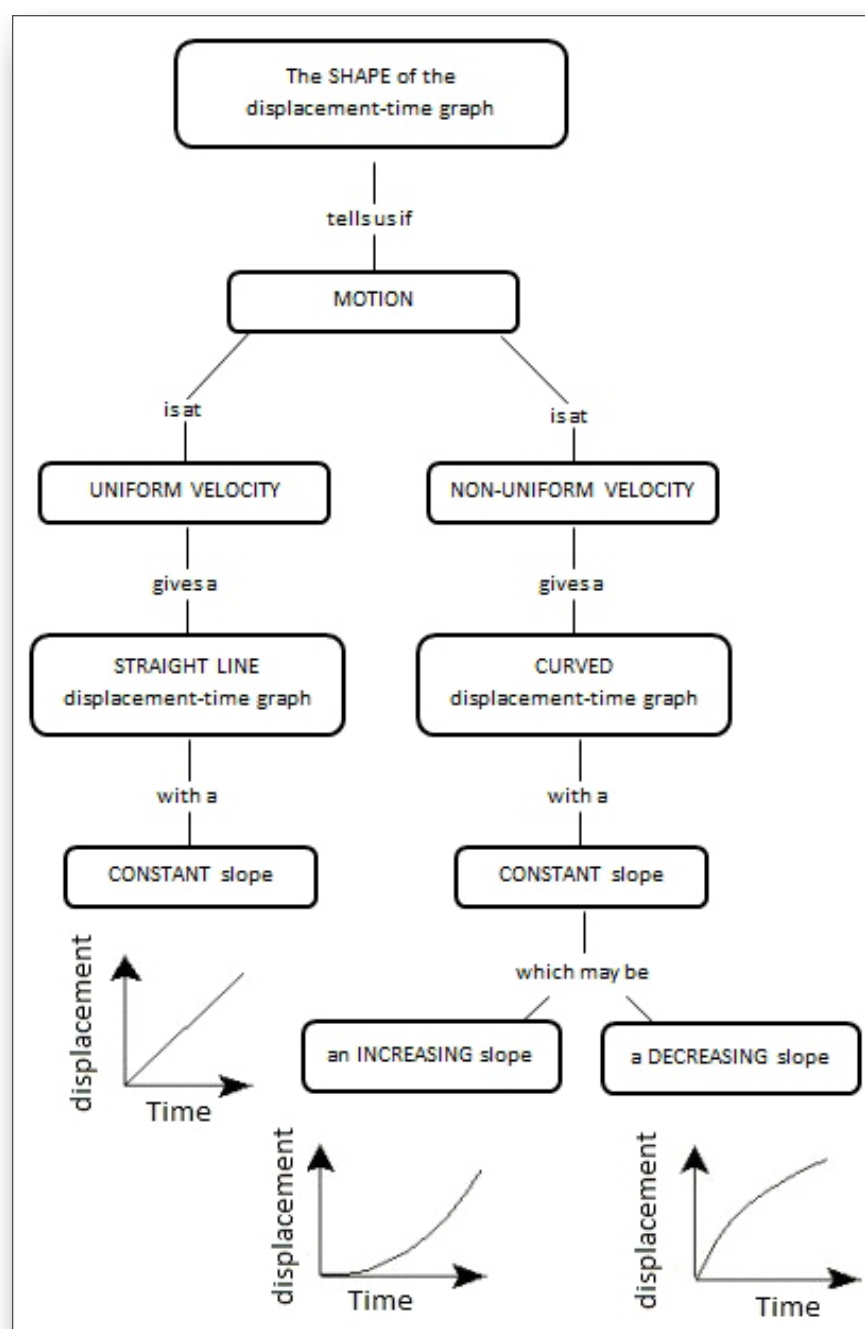 The SHAPE of the
displacement-time graph
tells us if
MOTION
is at
is at
UNIFORM VELOCITY
NON-UNIFORM VELOCITY
gives a
gives a
STRAIGHT LINE
displacement-time graph
CURVED
displacement-time graph
with a
with a
CONSTANT slope
CONSTANT slope
displacement
Time
which may be
an INCREASING slope
a DECREASING slope
displacement
Time
displacement
Time